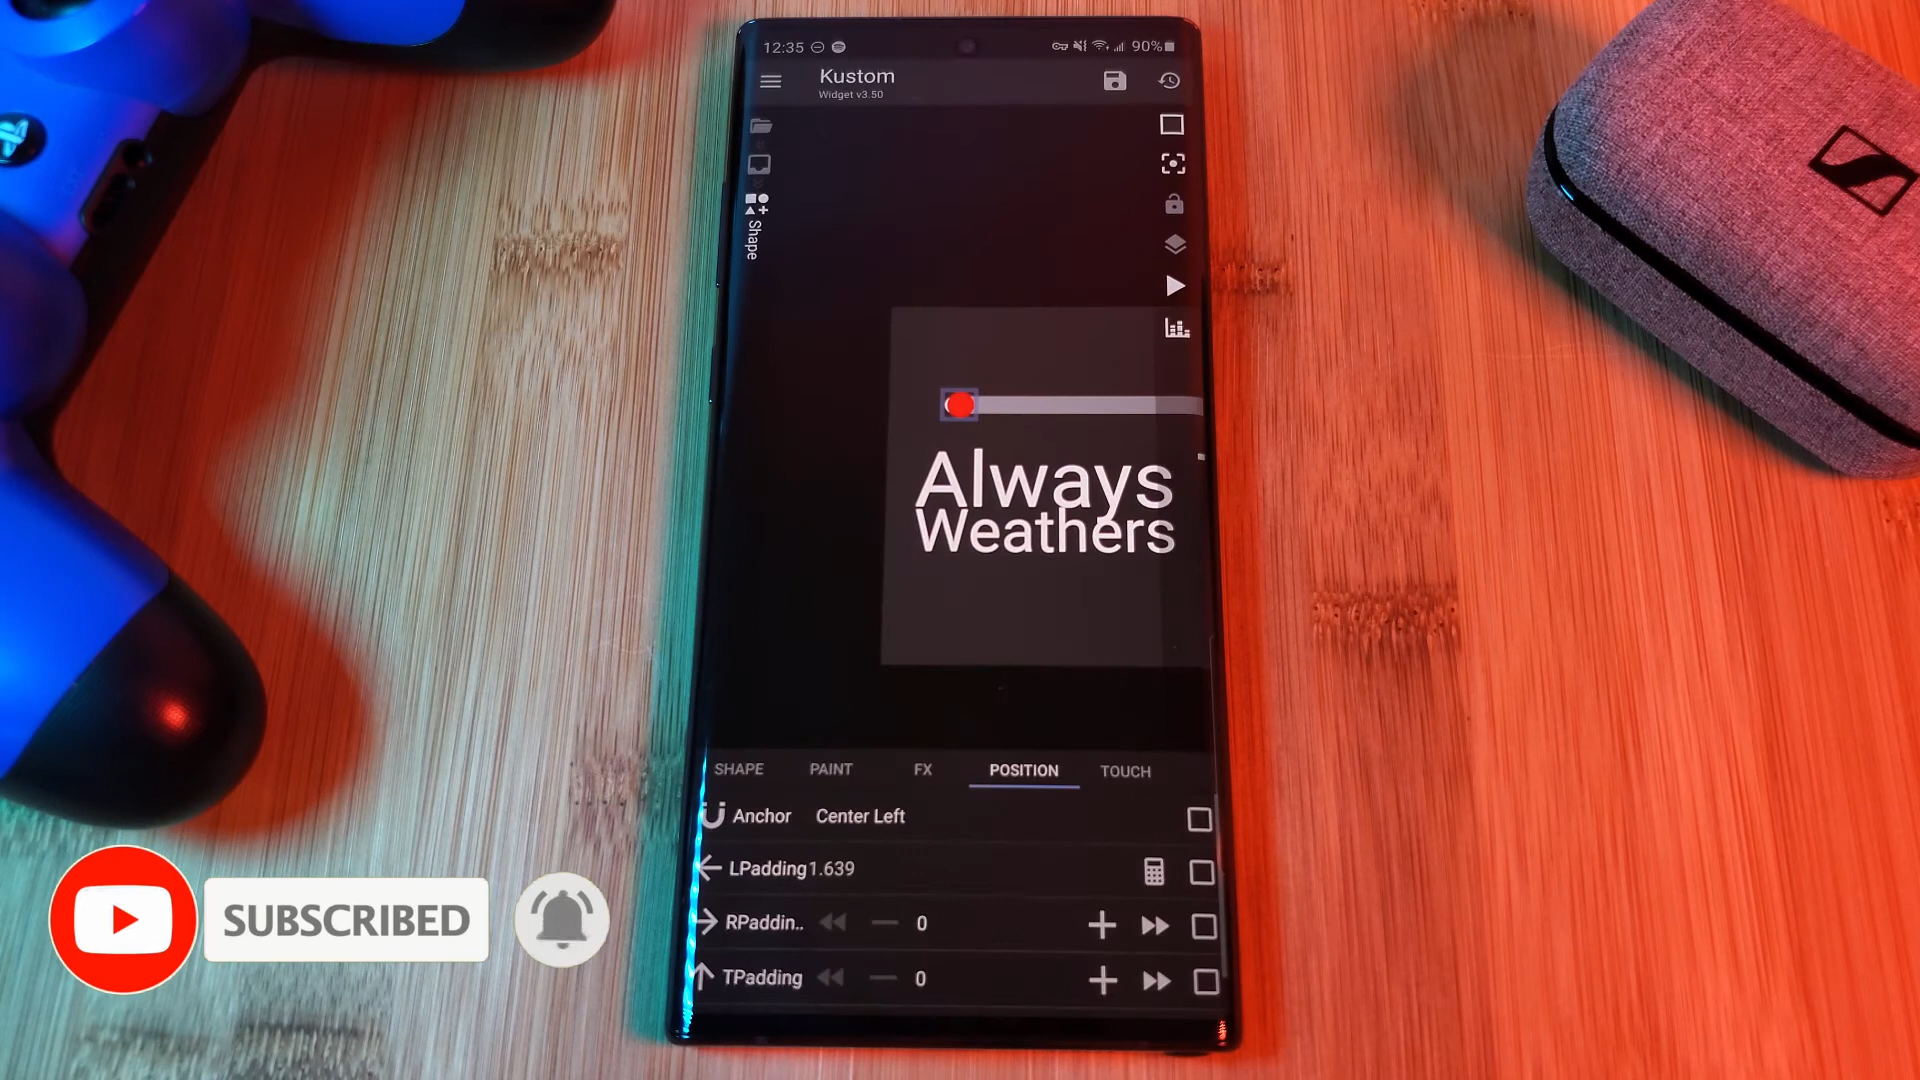 12:35
90%
Kustom
Widget v3.50
Shape
Always
Weathers
SHAPE PAINT FX POSITION TOUCH
Anchor Center Left
LPadding 1.639
RPaddin.. 0
TPadding 0
SUBSCRIBED